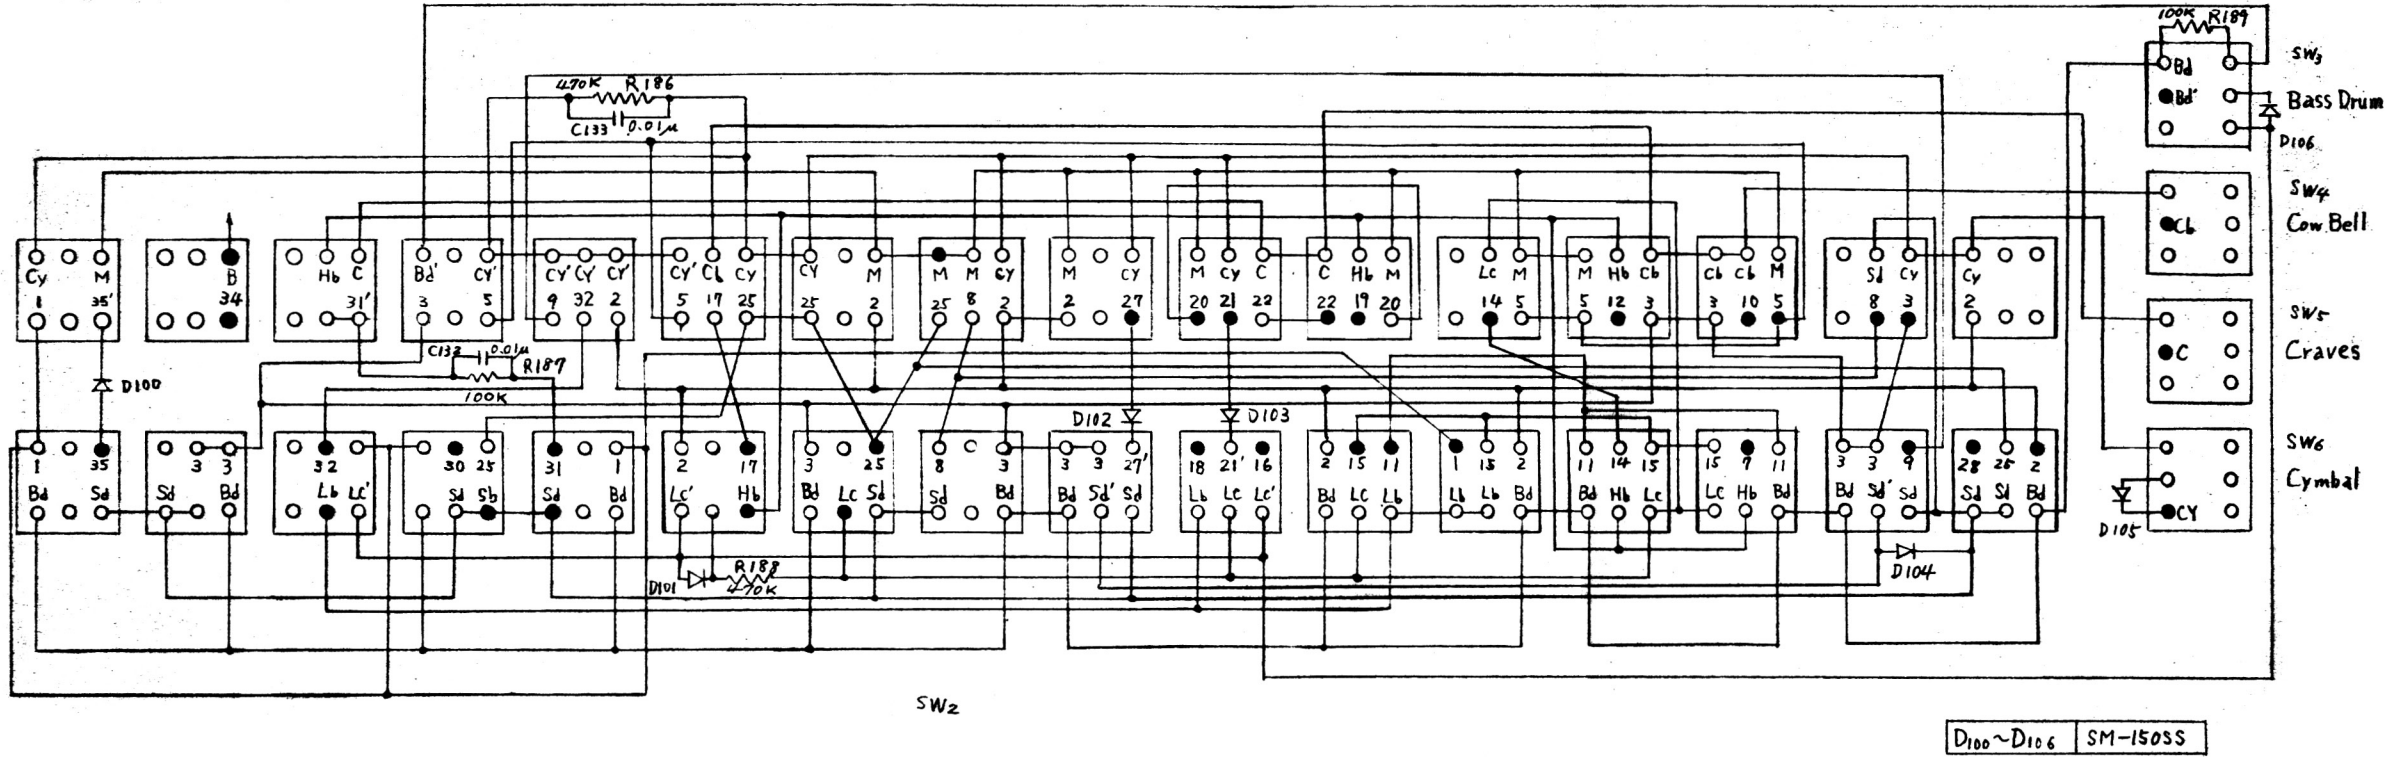 100K R189
SW3
Bd
Bd'
Bass Drum
D106
470K R186
C133 0.01μ
SW4
Cb
Cow Bell
Cy M
1 35'
B
34
Hb C
31'
Bd' Cy'
3 5
Cy' Cy Cy'
9 32 2
Cy' Cb Cy
5 17 25
CY M
25 2
M M Cy
25 8 2
M CY
2 27
M Cy C
20 21 22
C Hb M
22 19 20
Lc M
14 5
M Hb Cb
5 12 3
Cb Cb M
3 10 5
Sd Cy
8 3
Cy
2
SW5
C
Craves
C132 0.01μ
R187
100K
D100
D102
D103
1 35
Bd Sd
3 3
Sd Bd
32
Lb Lc'
30 25
Sd Sb
31 1
Sd Bd
2 17
Lc' Hb
3 25
Bd Lc Sd
8 C 3
Sd Bd
3 3 27'
Bd Sd' Sd
18 21' 16
Lb Lc Lc'
2 15 11
Bd Lc Lb
1 15 2
Lb Lb Bd
11 14 15
Bd Hb Lc
15 7 11
Lc Hb Bd
3 3 9
Bd Sd' Sd
28 25 2
Sd Sd Bd
SW6
Cymbal
CY
D105
D101
R188
470K
D104
SW2
D100~D106 SM-150SS